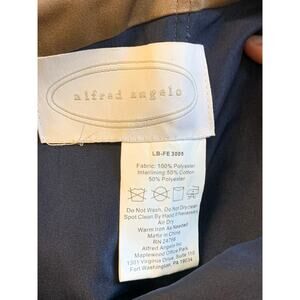 alfred angelo
LB-FE 3005
Fabric: 100% Polyester
Interlining 50% Cotton
50% Polyester
Do Not Wash, Do Not Dry clean
Spot Clean By Hand if Necessary
Air Dry
Warm Iron As Needed
Made in China
RN 24766
Alfred Angelo Inc
Maplewood Office Park
1301 Virginia Drive, Suite 110
Fort Washington, PA 19034